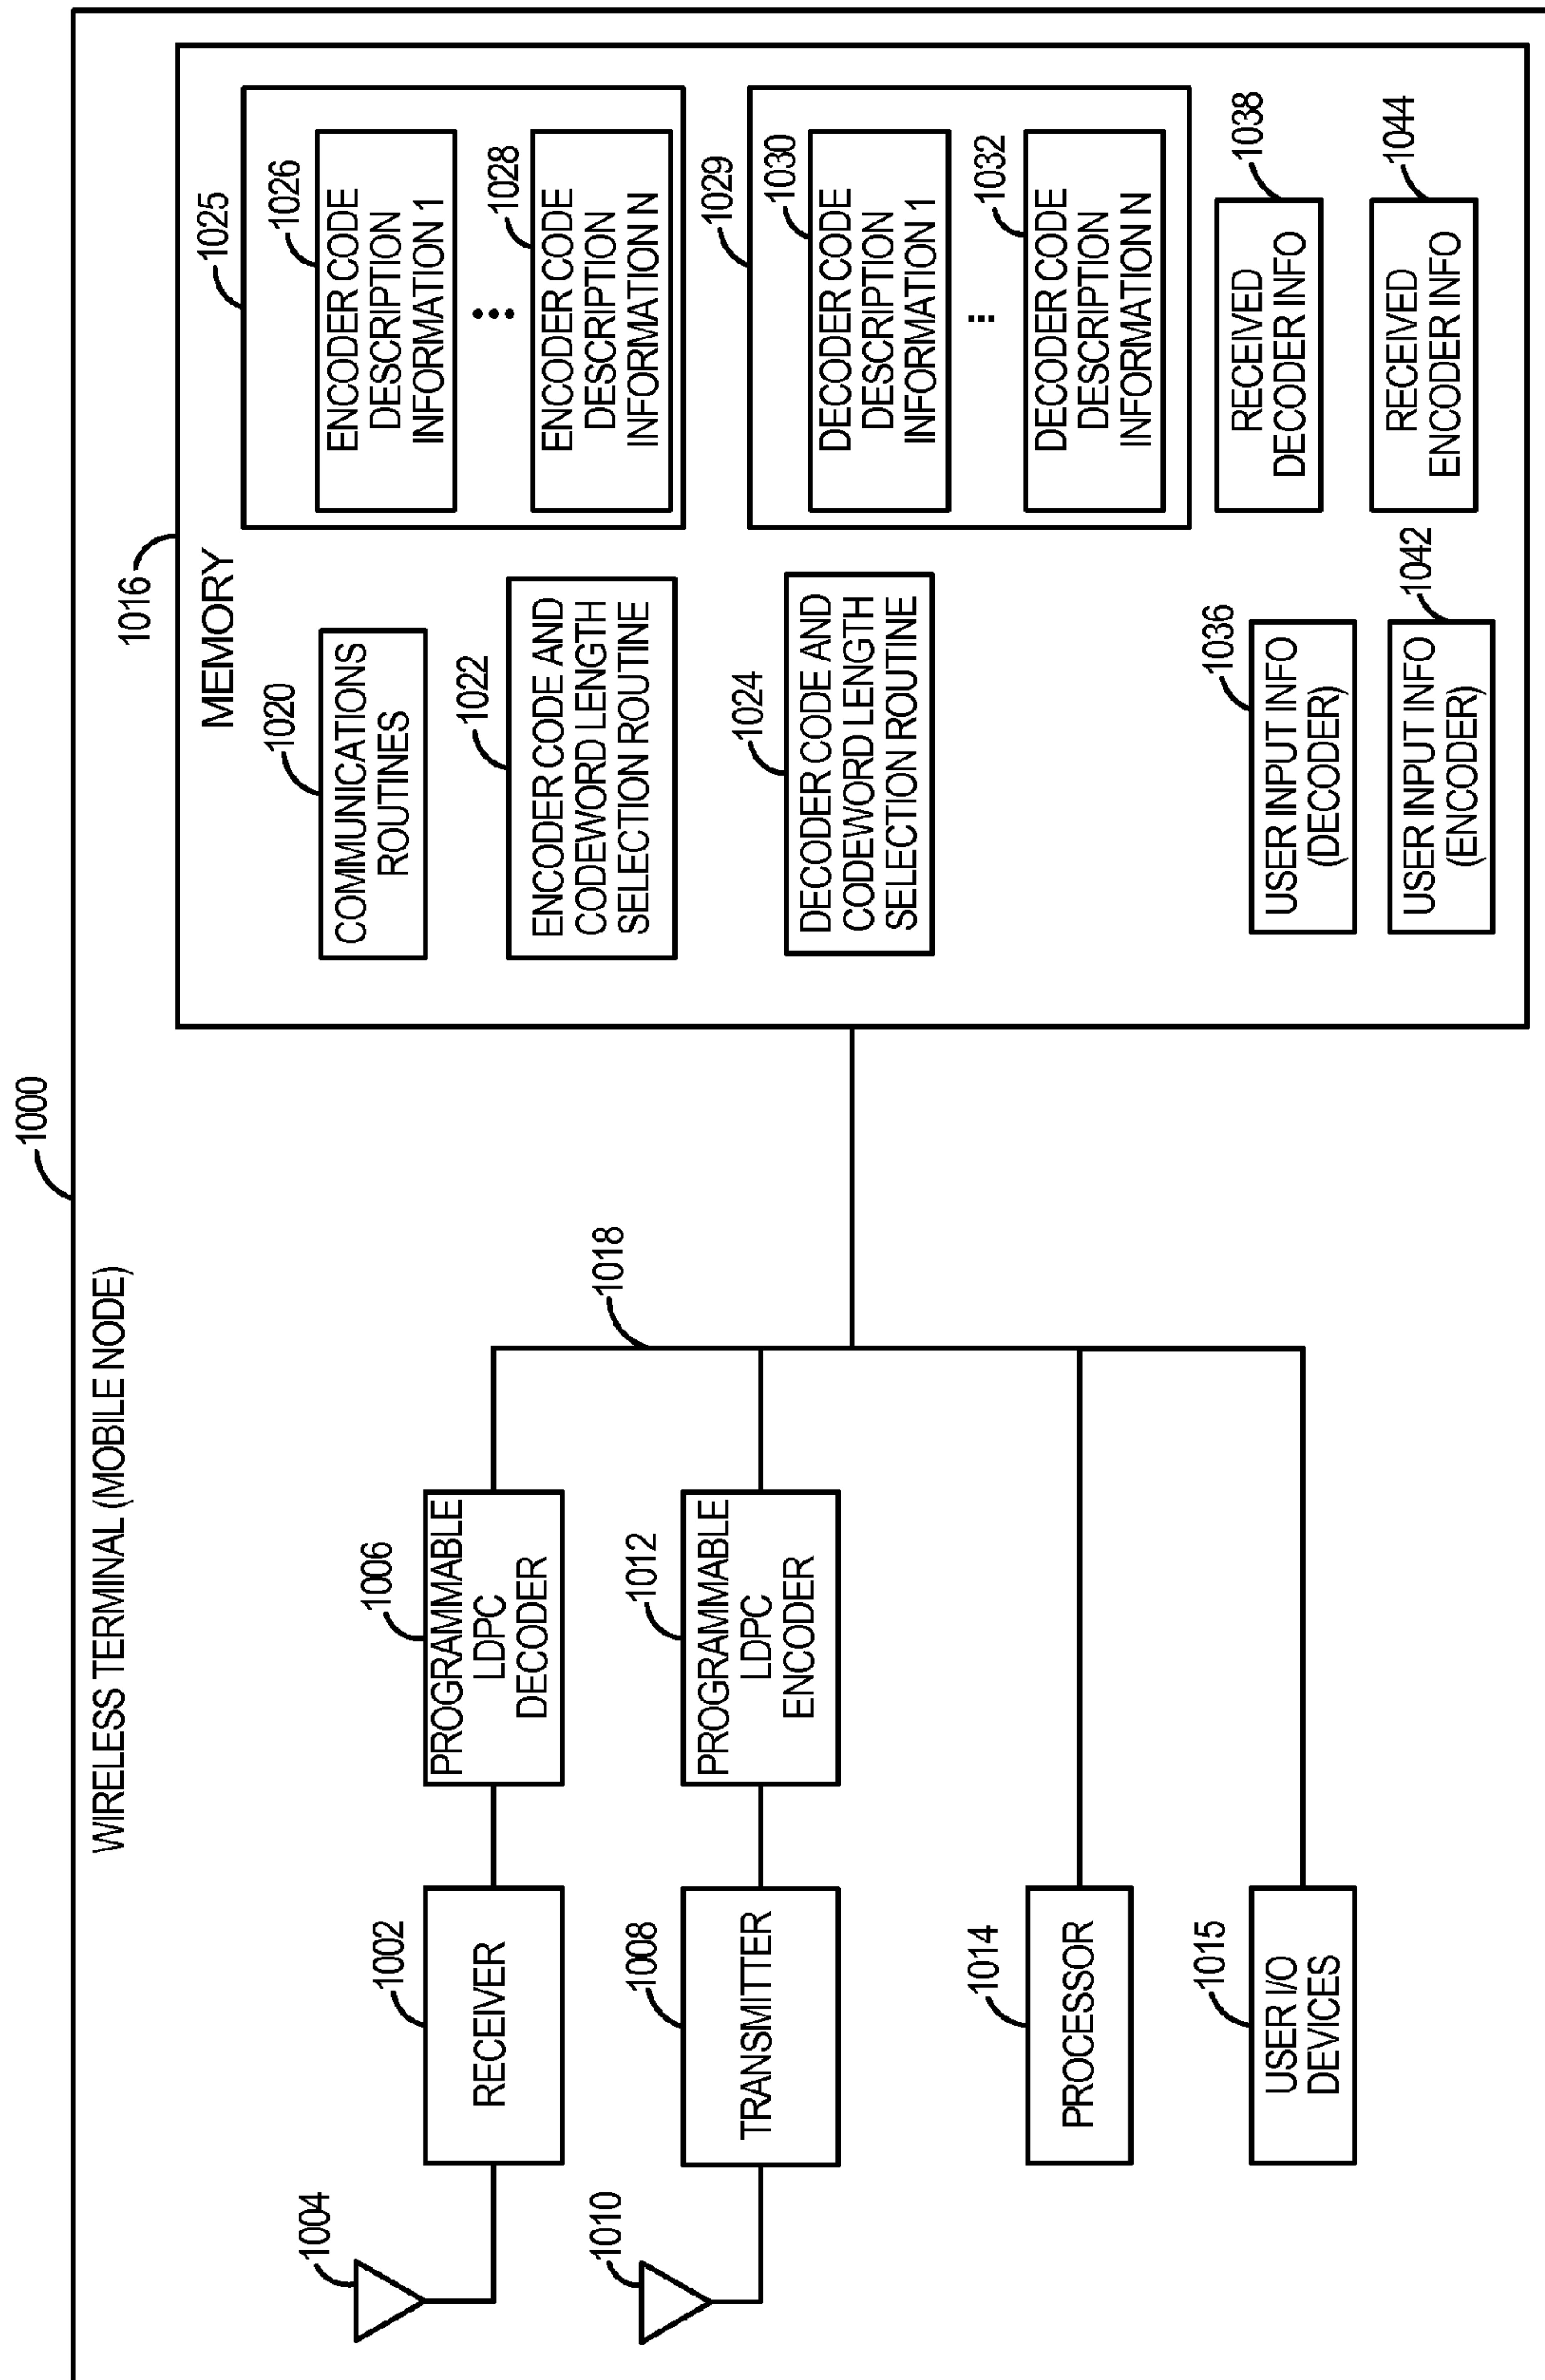 1000
WIRELESS TERMINAL (MOBILE NODE)
1004
1002
RECEIVER
1006
PROGRAMMABLE
LDPC
DECODER
1010
1008
TRANSMITTER
1012
PROGRAMMABLE
LDPC
ENCODER
1014
PROCESSOR
1015
USER I/O
DEVICES
1018
1016
MEMORY
1020
COMMUNICATIONS
ROUTINES
1022
ENCODER CODE AND
CODEWORD LENGTH
SELECTION ROUTINE
1024
DECODER CODE AND
CODEWORD LENGTH
SELECTION ROUTINE
1036
USER INPUT INFO
(DECODER)
1042
USER INPUT INFO
(ENCODER)
1025
1026
ENCODER CODE
DESCRIPTION
INFORMATION 1
1028
ENCODER CODE
DESCRIPTION
INFORMATION N
1029
1030
DECODER CODE
DESCRIPTION
INFORMATION 1
1032
DECODER CODE
DESCRIPTION
INFORMATION N
1038
RECEIVED
DECODER INFO
1044
RECEIVED
ENCODER INFO